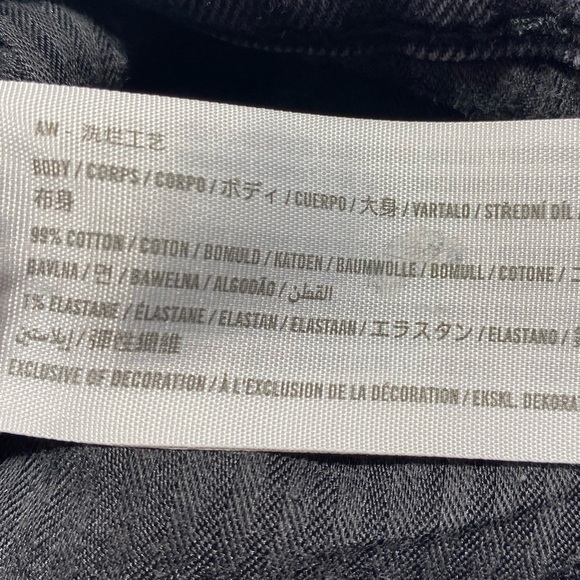 AW - 洗烂工艺
BODY / CORPS / CORPO / ボディ / CUERPO / 大身 / VARTALO / STŘEDNÍ DÍL
布身
99% COTTON / COTON / BOMULD / KATOEN / BAUMWOLLE / BOMULL / COTONE /
BAVLNA / 면 / BAWEŁNA / ALGODÃO / القطن
1% ELASTANE / ÉLASTANE / ELASTAN / ELASTAAN / エラスタン / ELASTANO /
إيلاستين / 彈性纖維
EXCLUSIVE OF DECORATION / À L'EXCLUSION DE LA DÉCORATION / EKSKL. DEKORA